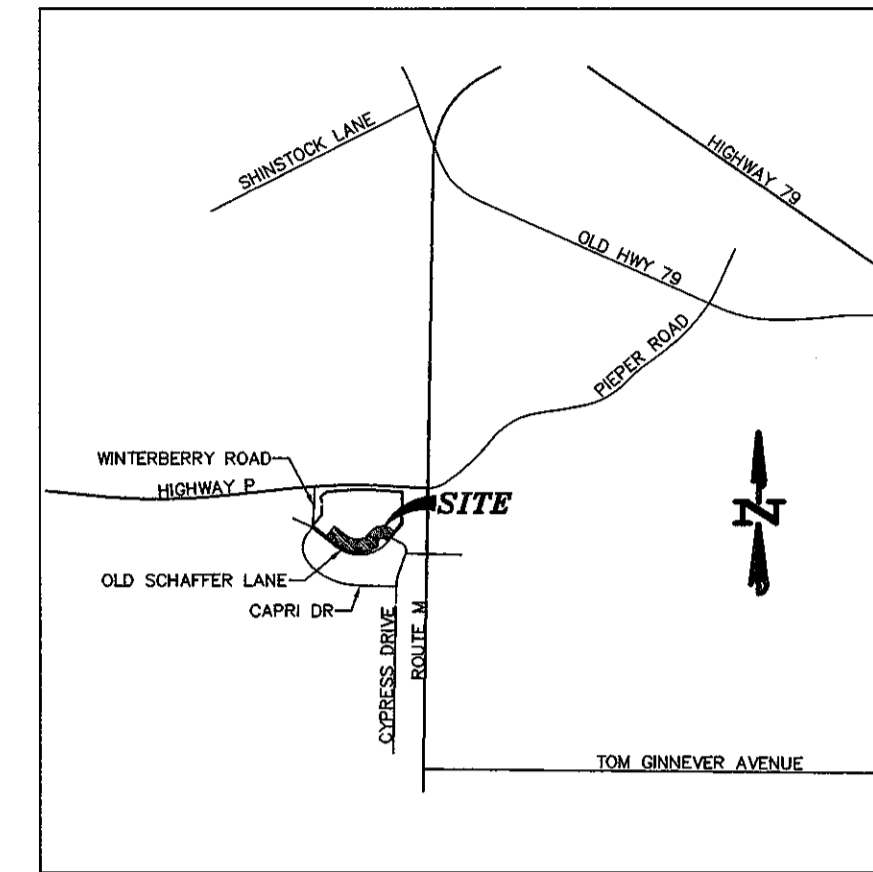 SHINSTOCK LANE
HIGHWAY 79
OLD HWY 79
PIEPER ROAD
WINTERBERRY ROAD
HIGHWAY P
SITE
N
OLD SCHAFFER LANE
CAPRI DR
CYPRESS DRIVE
ROUTE M
TOM GINNEVER AVENUE